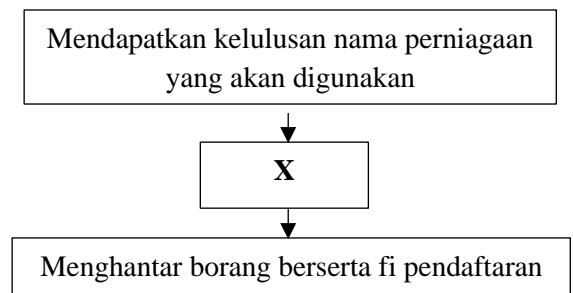 Mendapatkan kelulusan nama perniagaan
yang akan digunakan
X
Menghantar borang berserta fi pendaftaran